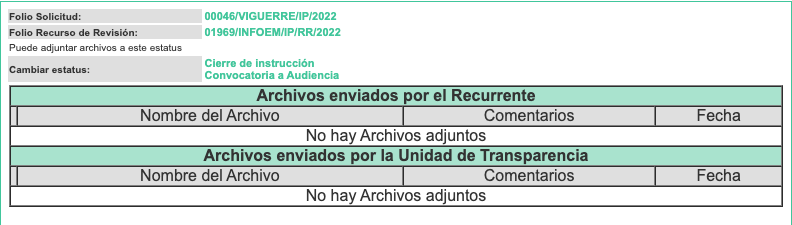 Folio Solicitud: 00046/VIGUERRE/IP/2022
Folio Recurso de Revisión: 01969/INFOEM/IP/RR/2022
Puede adjuntar archivos a este estatus
Cambiar estatus: Cierre de instrucción
Convocatoria a Audiencia
Archivos enviados por el Recurrente
Nombre del Archivo Comentarios Fecha
No hay Archivos adjuntos
Archivos enviados por la Unidad de Transparencia
Nombre del Archivo Comentarios Fecha
No hay Archivos adjuntos